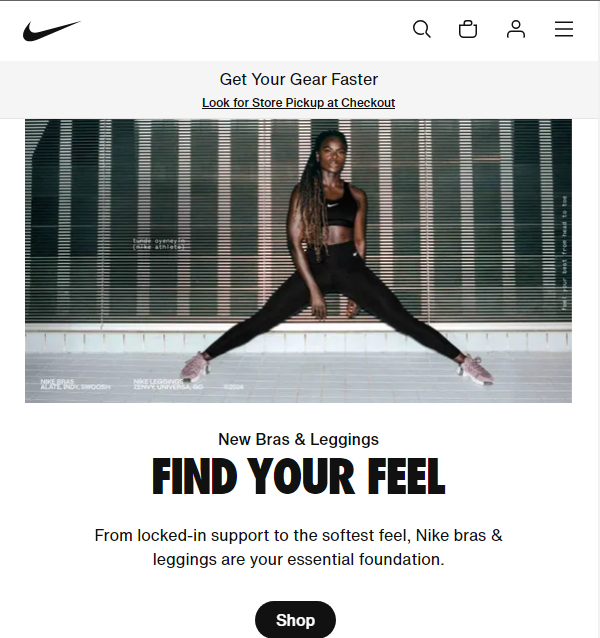 Get Your Gear Faster
Look for Store Pickup at Checkout
tunde oyeneyin
(nike athlete)
feel your best from head to toe
NIKE BRAS
ALATE, INDY, SWOOSH
NIKE LEGGINGS
ZENVY, UNIVERSA, GO
©2024
New Bras & Leggings
FIND YOUR FEEL
From locked-in support to the softest feel, Nike bras &
leggings are your essential foundation.
Shop